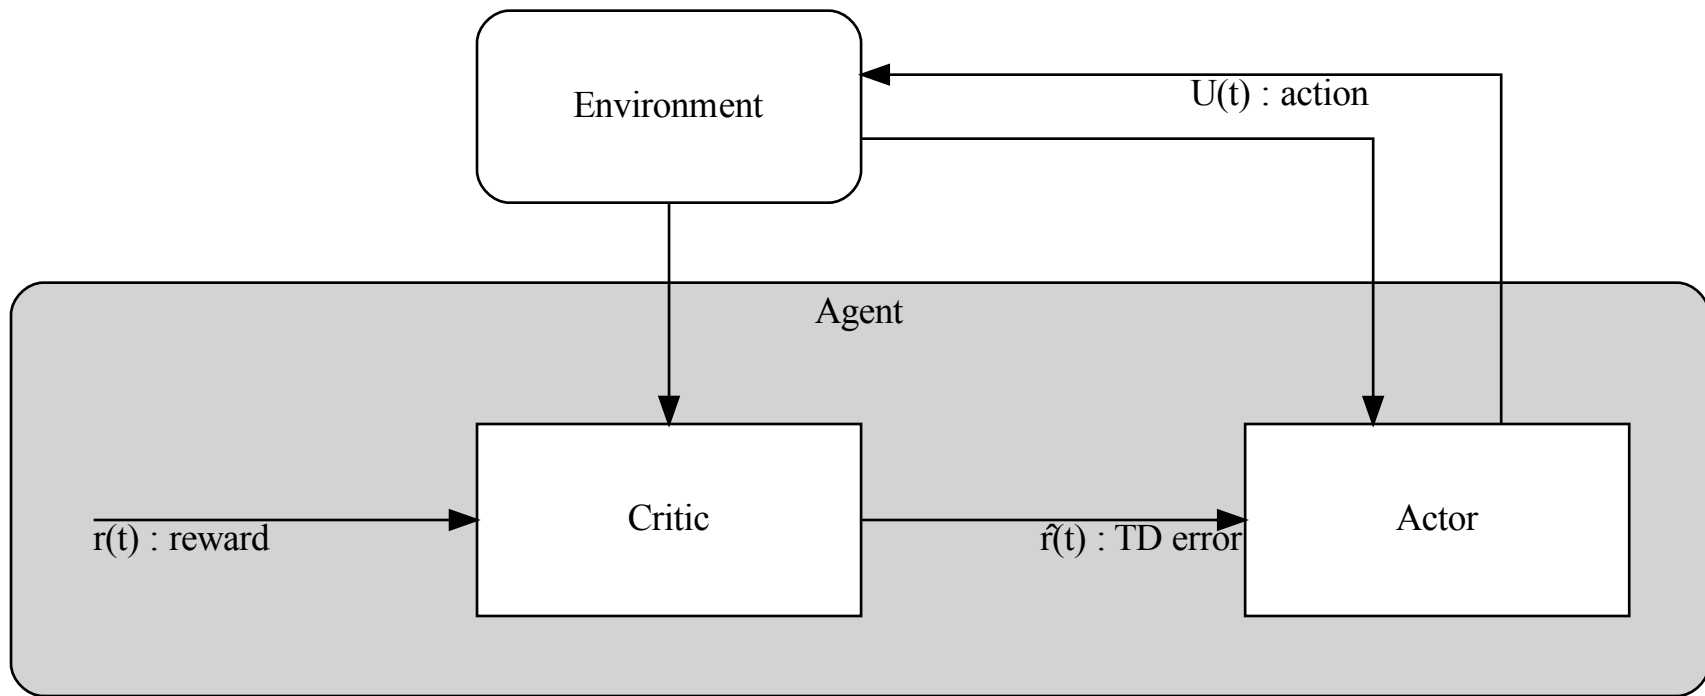 Environment
U(t) : action
Agent
Critic
Actor
r(t) : reward
r̂(t) : TD error